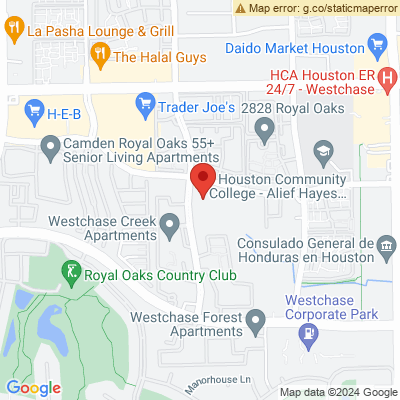 Map error: g.co/staticmaperror
La Pasha Lounge & Grill
The Halal Guys
Daido Market Houston
HCA Houston ER
24/7 - Westchase
H-E-B
Trader Joe's
2828 Royal Oaks
Camden Royal Oaks 55+
Senior Living Apartments
Houston Community
College - Alief Hayes...
Westchase Creek
Apartments
Consulado General de
Honduras en Houston
Royal Oaks Country Club
Westchase
Corporate Park
Westchase Forest
Apartments
Manorhouse Ln
Google
Map data ©2024 Google